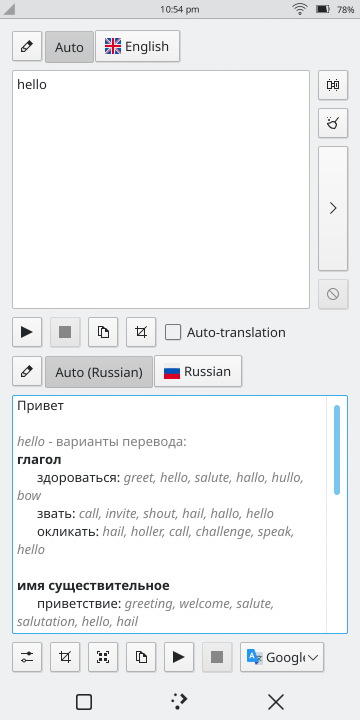 10:54 pm
78%
Auto
English
hello
Auto-translation
Auto (Russian)
Russian
Привет
hello - варианты перевода:
глагол
здороваться: greet, hello, salute, hallo, hullo,
bow
звать: call, invite, shout, hail, hallo, hello
окликать: hail, holler, call, challenge, speak,
hello
имя существительное
приветствие: greeting, welcome, salute,
salutation, hello, hail